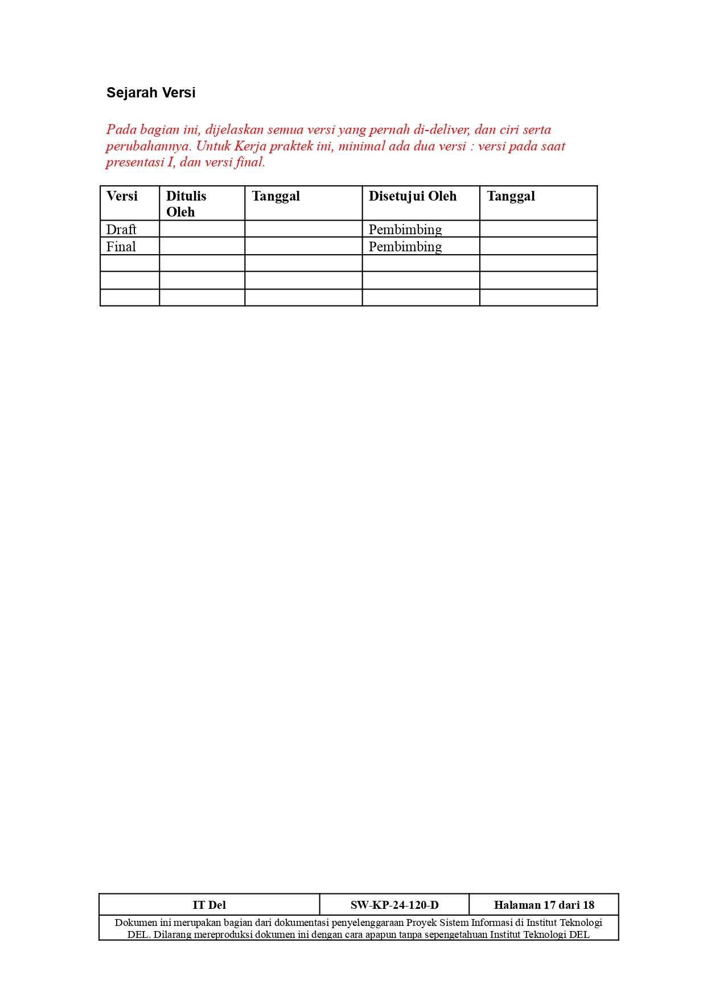 Sejarah Versi
Pada bagian ini, dijelaskan semua versi yang pernah di-deliver, dan ciri serta
perubahannya. Untuk Kerja praktek ini, minimal ada dua versi : versi pada saat
presentasi I, dan versi final.
Versi Ditulis Oleh Tanggal Disetujui Oleh Tanggal
Draft Pembimbing
Final Pembimbing
IT Del SW-KP-24-120-D Halaman 17 dari 18
Dokumen ini merupakan bagian dari dokumentasi penyelenggaraan Proyek Sistem Informasi di Institut Teknologi
DEL. Dilarang mereproduksi dokumen ini dengan cara apapun tanpa sepengetahuan Institut Teknologi DEL